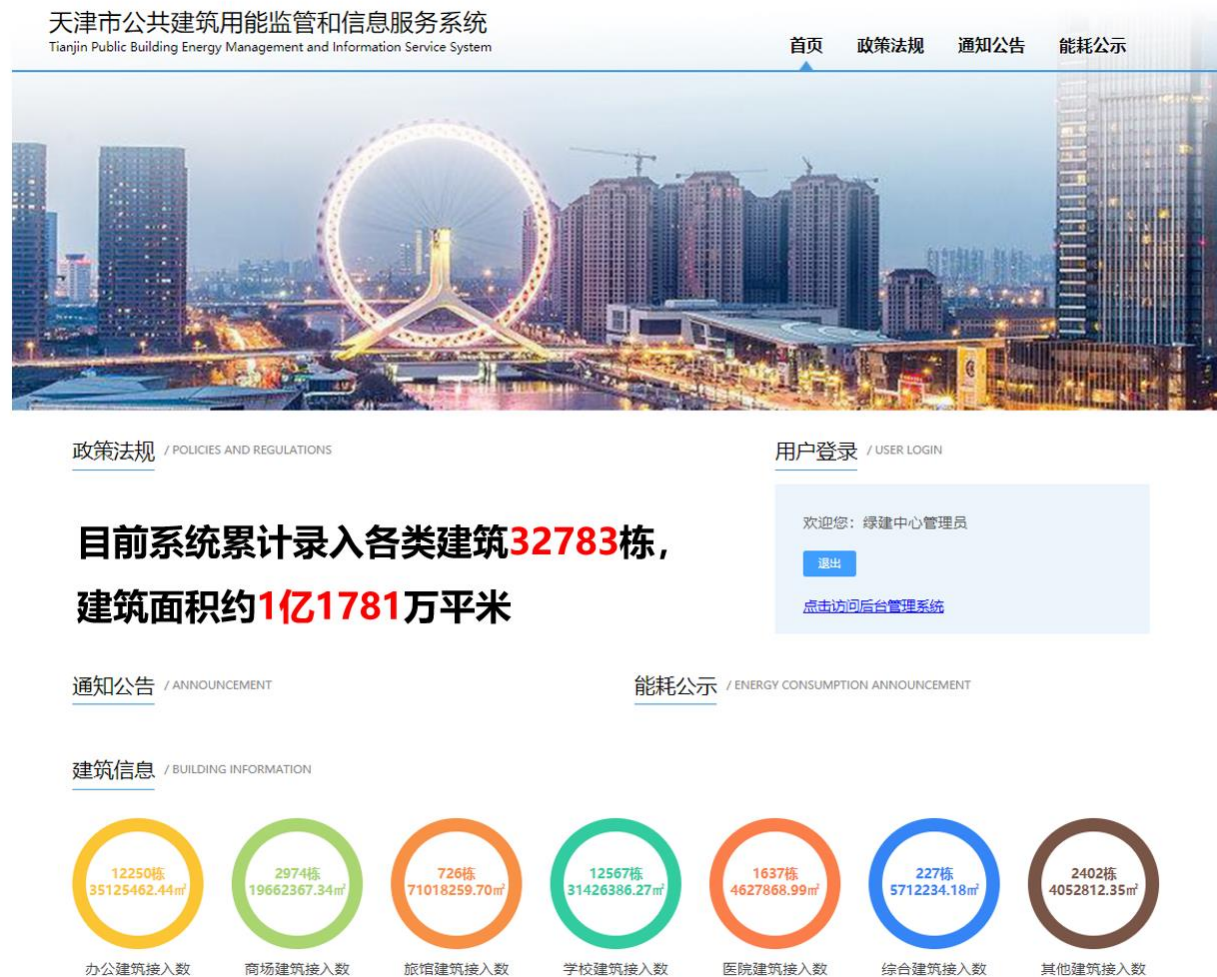 天津市公共建筑用能监管和信息服务系统
Tianjin Public Building Energy Management and Information Service System
首页 政策法规 通知公告 能耗公示
政策法规 / POLICIES AND REGULATIONS
用户登录 / USER LOGIN
目前系统累计录入各类建筑32783栋，
建筑面积约1亿1781万平米
欢迎您：绿建中心管理员
退出
点击访问后台管理系统
通知公告 / ANNOUNCEMENT
能耗公示 / ENERGY CONSUMPTION ANNOUNCEMENT
建筑信息 / BUILDING INFORMATION
12250栋
35125462.44㎡
办公建筑接入数
2974栋
19662367.34㎡
商场建筑接入数
726栋
71018259.70㎡
旅馆建筑接入数
12567栋
31426386.27㎡
学校建筑接入数
1637栋
4627868.99㎡
医院建筑接入数
227栋
5712234.18㎡
综合建筑接入数
2402栋
4052812.35㎡
其他建筑接入数